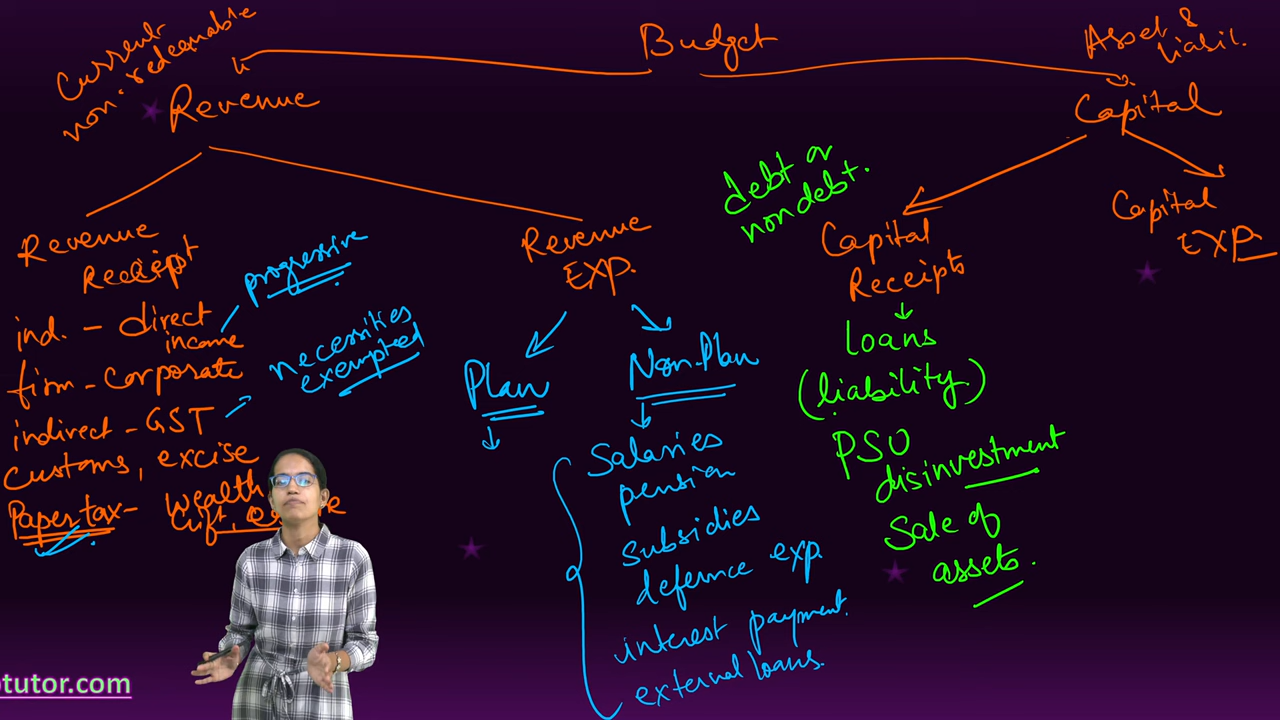 Budget
Current
non-redeemable
Revenue
Asset &
liabil.
Capital
Revenue
Receipt
progressive
ind. - direct
income
firm - corporate
necessities
exempted
indirect - GST
Customs, excise
Paper tax - Wealth
Gift,
Revenue
EXP.
Plan
Non-Plan
Salaries
pension
Subsidies
defernce exp.
interest payment.
external loans.
debt or
nondebt.
Capital
Receipts
loans
(liability)
PSU
disinvestment
Sale of
assets.
Capital
EXP.
tutor.com